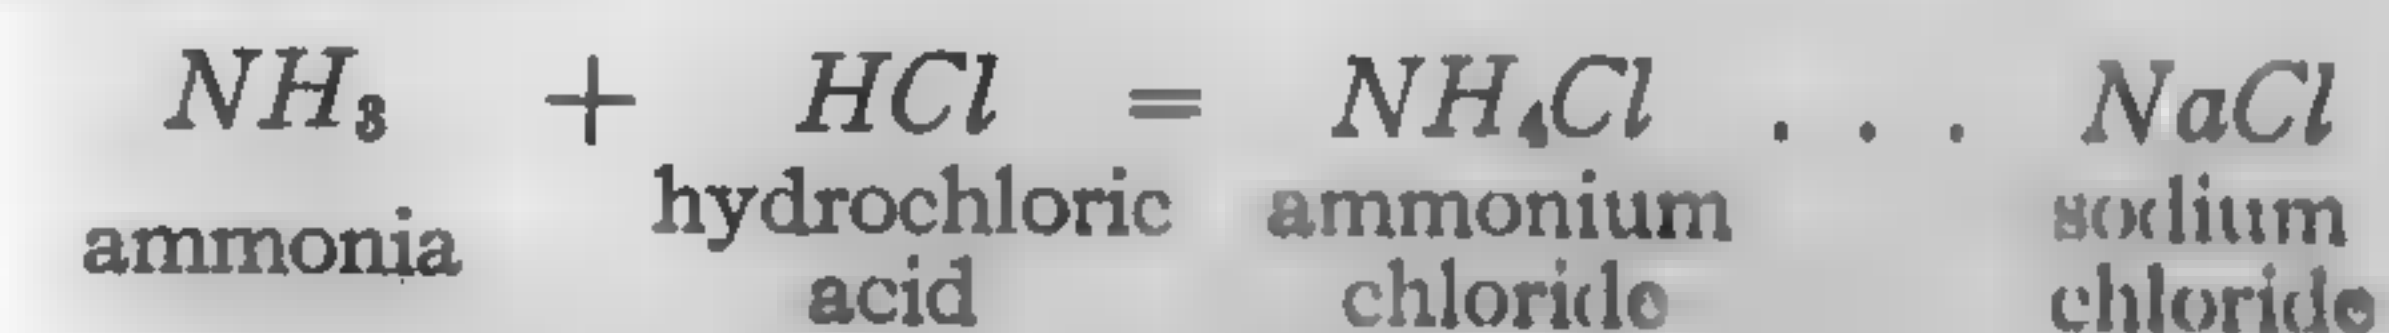 NH₃ + HCl = NH₄Cl . . . NaCl
ammonia hydrochloric ammonium sodium
acid chloride chloride